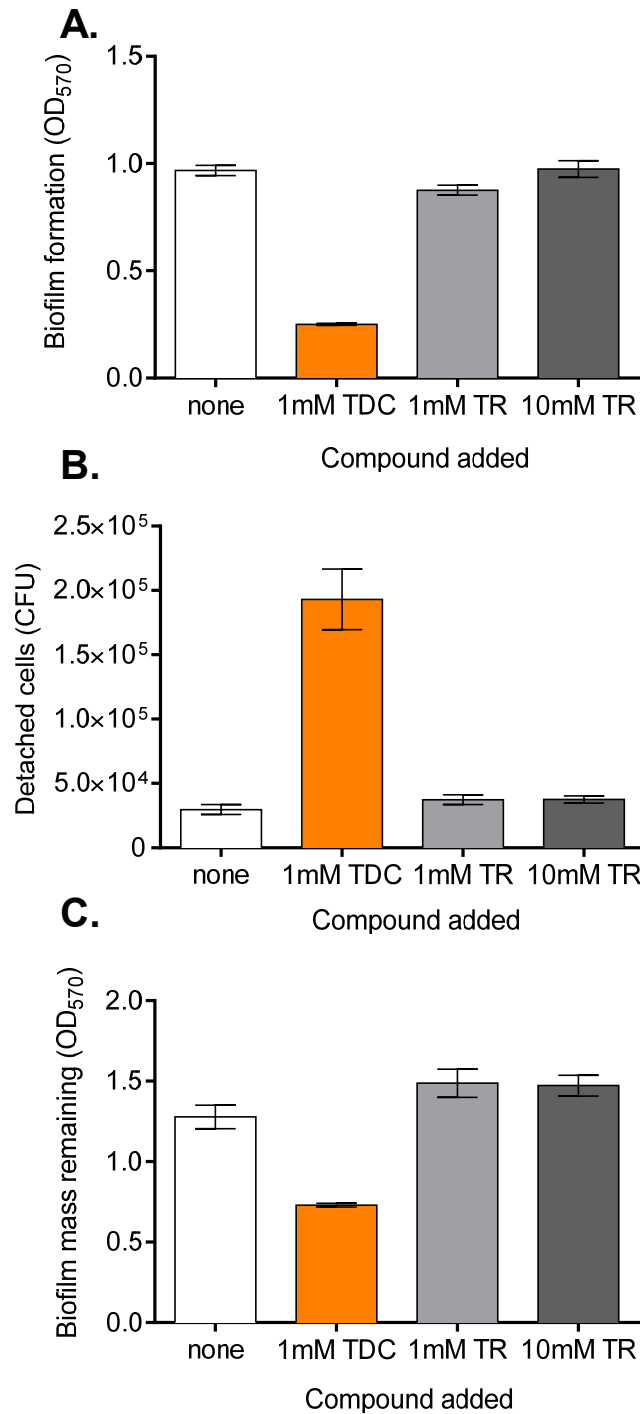 A.
Biofilm formation (OD570)
1.5
1.0
0.5
0.0
none 1mM TDC 1mM TR 10mM TR
Compound added
B.
Detached cells (CFU)
2.5×10⁵
2.0×10⁵
1.5×10⁵
1.0×10⁵
5.0×10⁴
0
none 1mM TDC 1mM TR 10mM TR
Compound added
C.
Biofilm mass remaining (OD570)
2.0
1.5
1.0
0.5
0.0
none 1mM TDC 1mM TR 10mM TR
Compound added